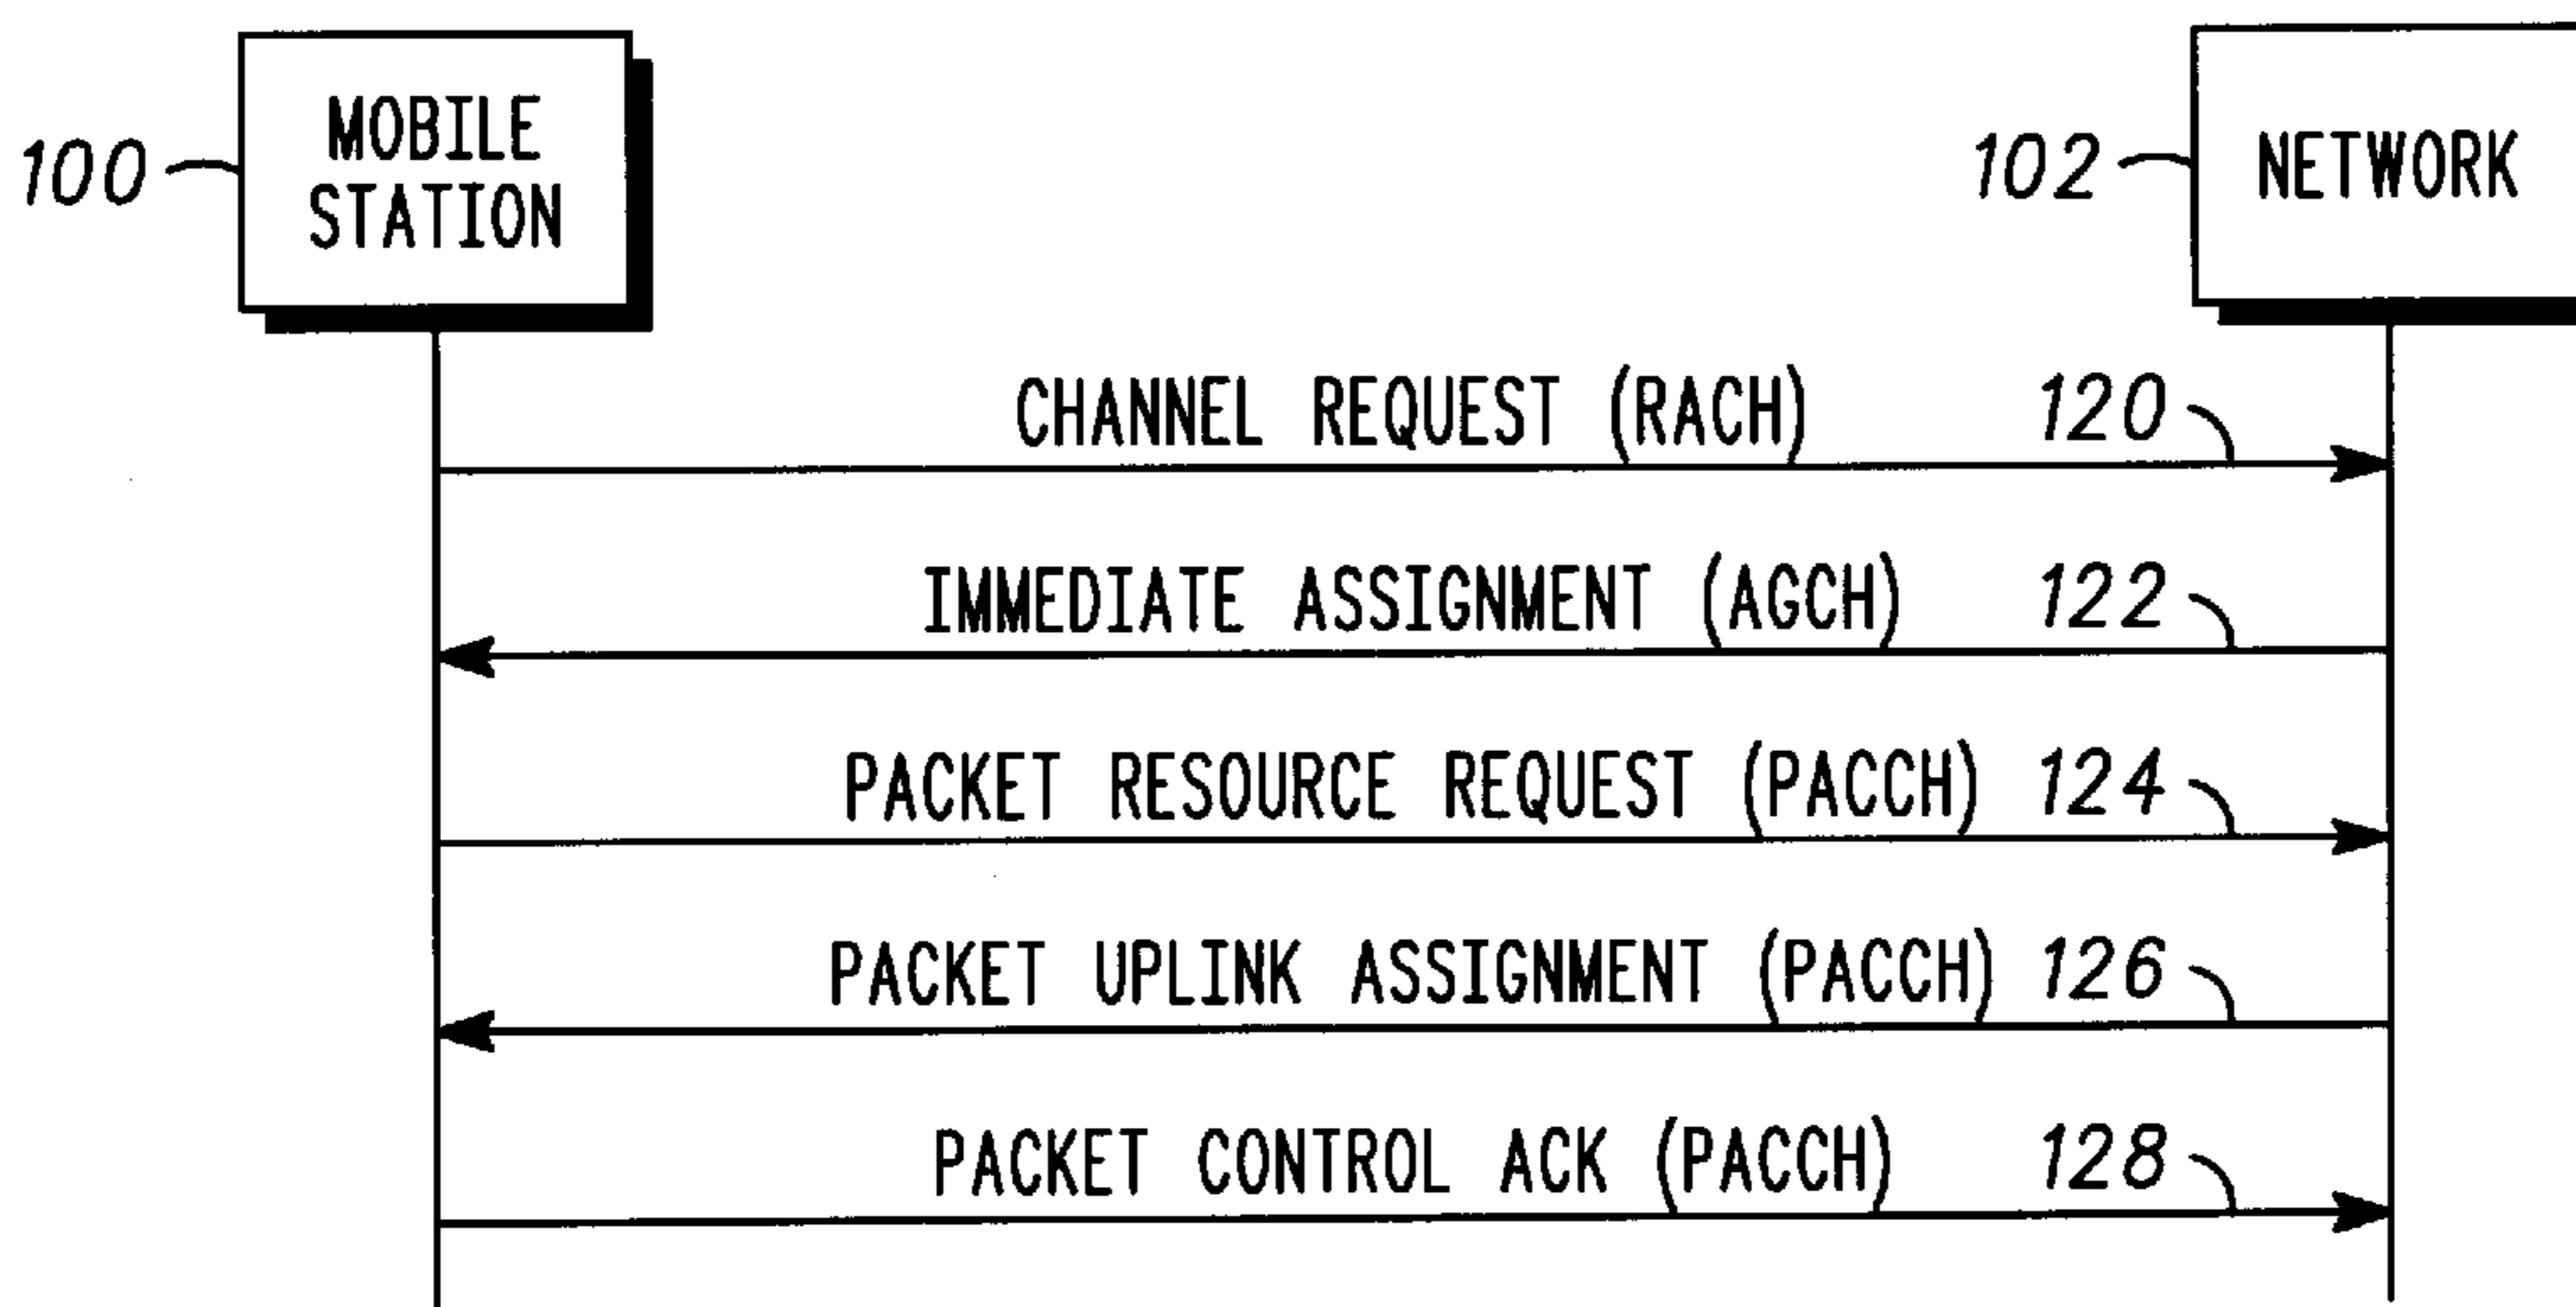 100
MOBILE
STATION
102
NETWORK
CHANNEL REQUEST (RACH) 120
IMMEDIATE ASSIGNMENT (AGCH) 122
PACKET RESOURCE REQUEST (PACCH) 124
PACKET UPLINK ASSIGNMENT (PACCH) 126
PACKET CONTROL ACK (PACCH) 128